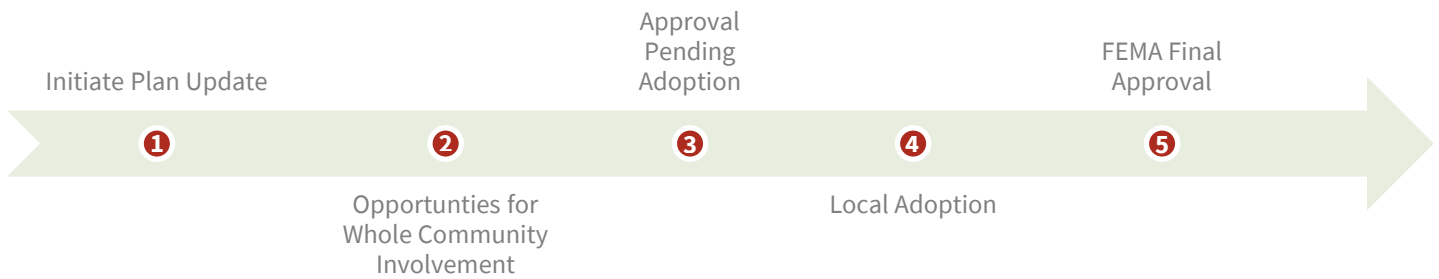 Initiate Plan Update
1
Opportunties for
Whole Community
Involvement
2
Approval
Pending
Adoption
3
Local Adoption
4
FEMA Final
Approval
5